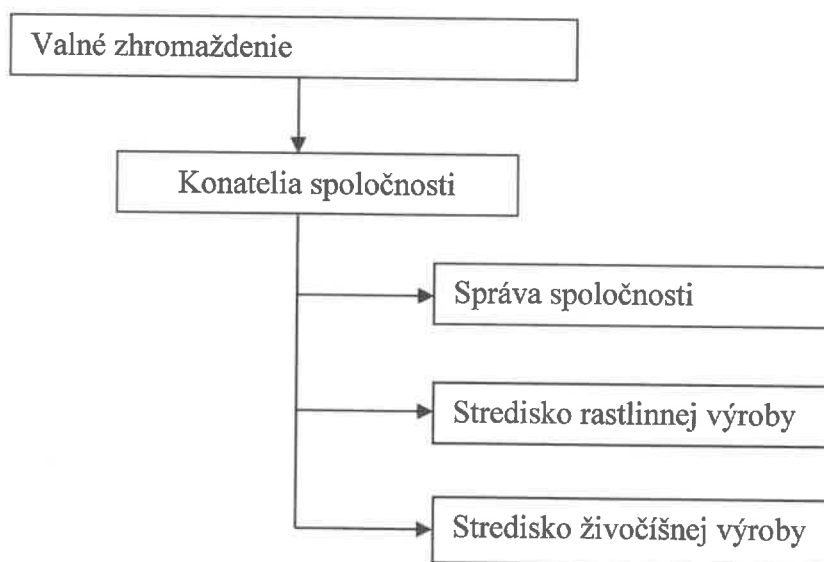 Valné zhromaždenie
Konatelia spoločnosti
Správa spoločnosti
Stredisko rastlinnej výroby
Stredisko živočíšnej výroby